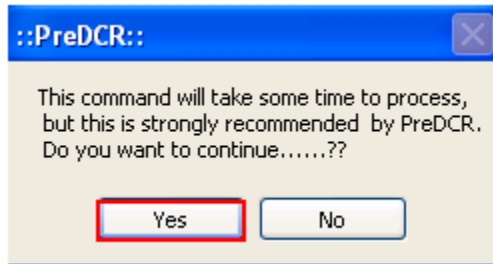 ::PreDCR::
This command will take some time to process,
but this is strongly recommended by PreDCR.
Do you want to continue......??
Yes No